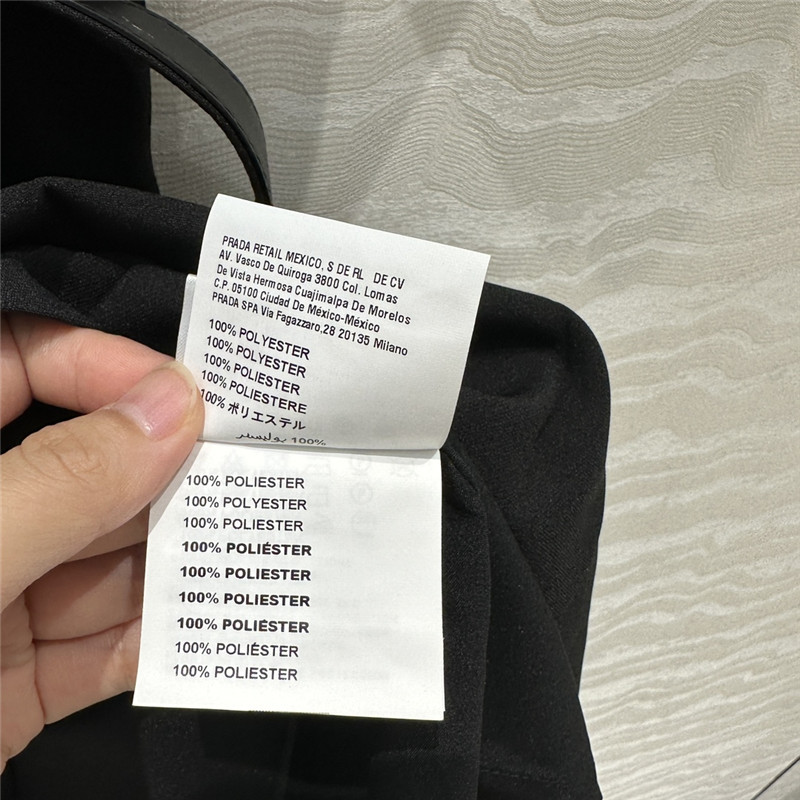 PRADA RETAIL MEXICO, S DE RL DE CV
AV. Vasco De Quiroga 3800 Col. Lomas
De Vista Hermosa Cuajimalpa De Morelos
C.P. 05100 Ciudad De México-México
PRADA SPA Via Fagazzaro,28 20135 Milano
100% POLYESTER
100% POLYESTER
100% POLIESTER
100% POLIESTERE
100% ポリエステル
100% بوليستر
100% POLIESTER
100% POLYESTER
100% POLIESTER
100% POLIÉSTER
100% POLIESTER
100% POLIESTER
100% POLIESTER
100% POLIÉSTER
100% POLIESTER